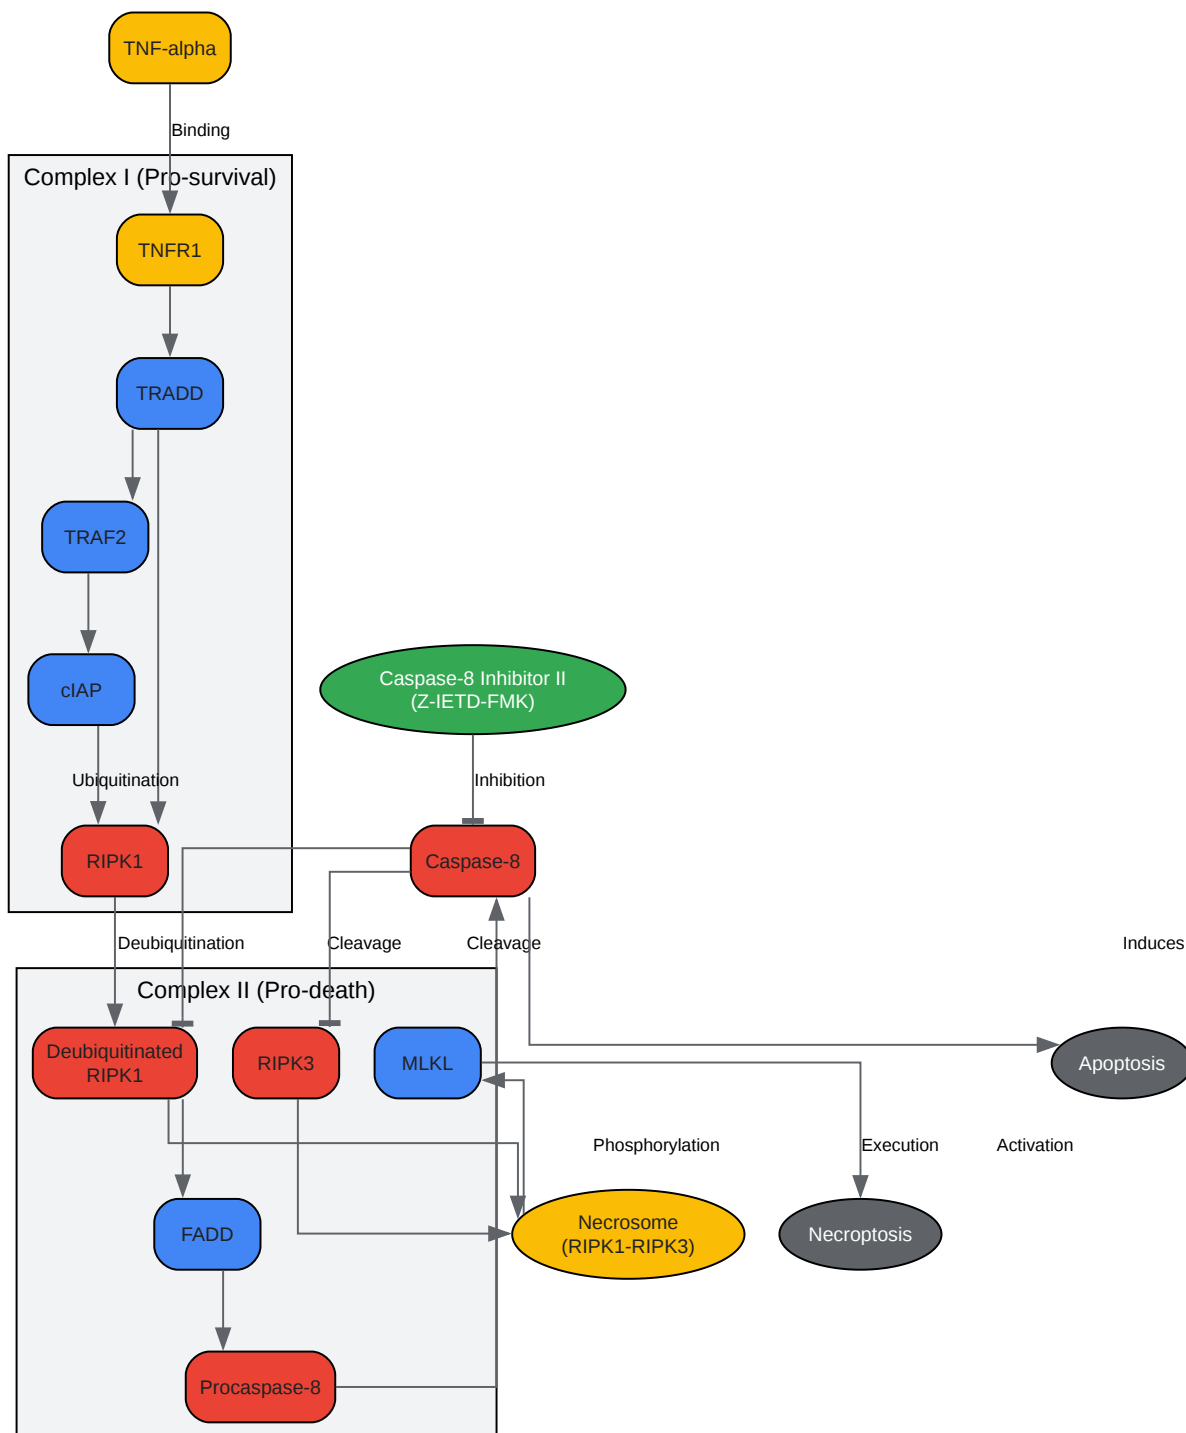 TNF-alpha
Binding
Complex I (Pro-survival)
TNFR1
TRADD
TRAF2
cIAP
Caspase-8 Inhibitor II
(Z-IETD-FMK)
Ubiquitination
Inhibition
RIPK1
Caspase-8
Deubiquitination
Cleavage
Cleavage
Induces
Complex II (Pro-death)
Deubiquitinated
RIPK1
RIPK3
MLKL
Apoptosis
Phosphorylation
Execution
Activation
FADD
Necrosome
(RIPK1-RIPK3)
Necroptosis
Procaspase-8